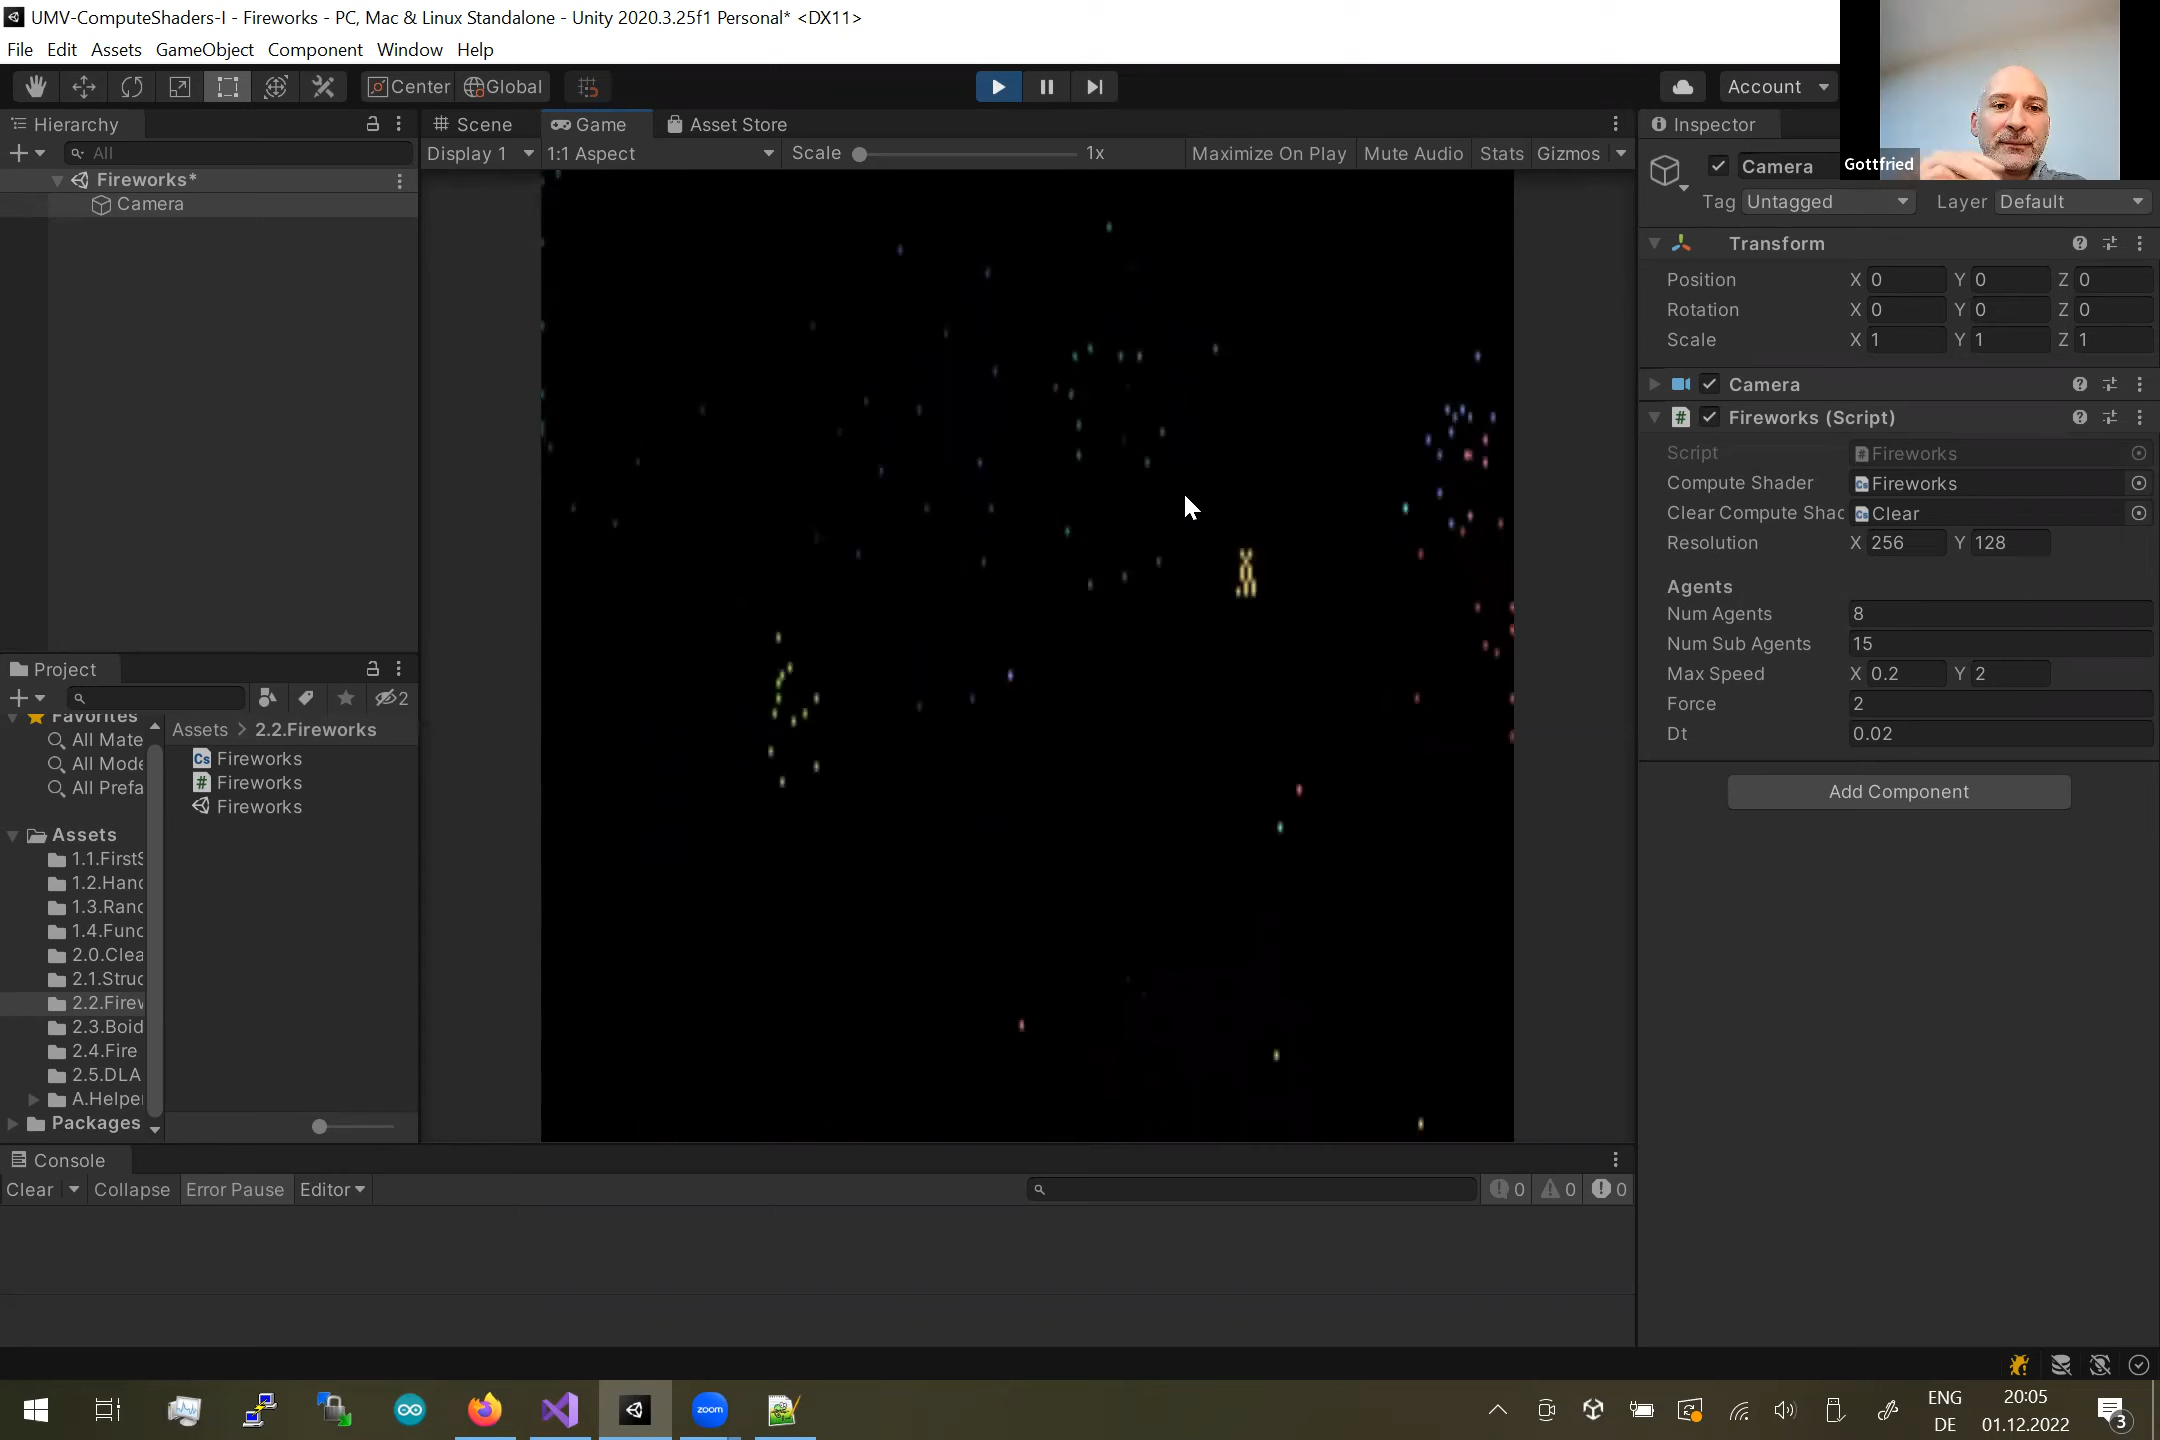 UMV-ComputeShaders-I - Fireworks - PC, Mac & Linux Standalone - Unity 2020.3.25f1 Personal* <DX11>
File Edit Assets GameObject Component Window Help
Center Global
Account
Gottfried
Hierarchy
All
Fireworks*
Camera
Scene Game Asset Store
Display 1 1:1 Aspect Scale 1x Maximize On Play Mute Audio Stats Gizmos
Inspector
Camera
Tag Untagged Layer Default
Transform
Position X 0 Y 0 Z 0
Rotation X 0 Y 0 Z 0
Scale X 1 Y 1 Z 1
Camera
Fireworks (Script)
Script Fireworks
Compute Shader Fireworks
Clear Compute Shac Clear
Resolution X 256 Y 128
Agents
Num Agents 8
Num Sub Agents 15
Max Speed X 0.2 Y 2
Force 2
Dt 0.02
Add Component
Project
2
Favorites
All Mate
All Mode
All Prefa
Assets
1.1.FirstS
1.2.Hand
1.3.Rand
1.4.Func
2.0.Clea
2.1.Struc
2.2.Firew
2.3.Boid
2.4.Fire
2.5.DLA
A.Helper
Packages
Assets > 2.2.Fireworks
Fireworks
Fireworks
Fireworks
Console
Clear Collapse Error Pause Editor
0 0 0
zoom
ENG
DE
20:05
01.12.2022
3